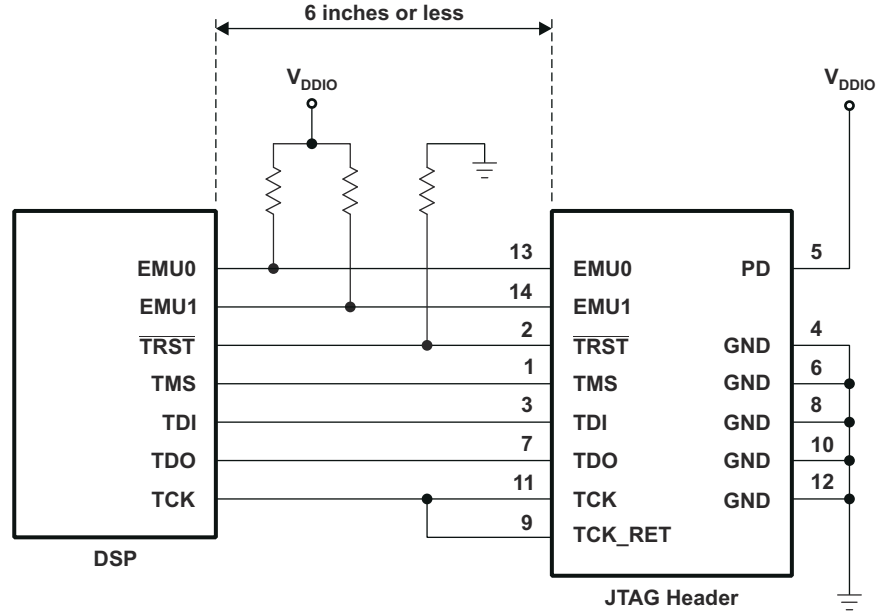 6 inches or less
VDDIO
VDDIO
13
5
EMU0
EMU0
PD
14
EMU1
EMU1
2
4
TRST
TRST
GND
1
6
TMS
TMS
GND
3
8
TDI
TDI
GND
7
10
TDO
TDO
GND
11
12
TCK
TCK
GND
9
TCK_RET
DSP
JTAG Header